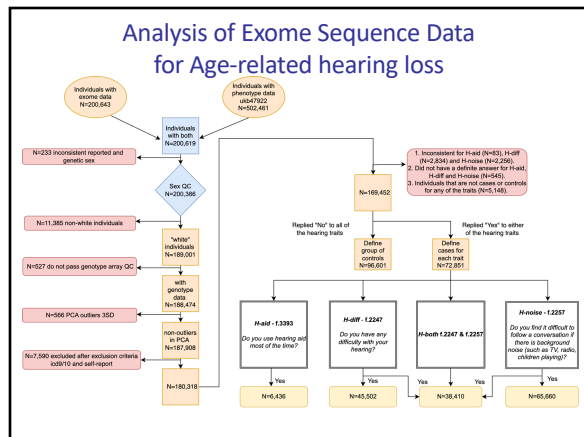 Analysis of Exome Sequence Data
for Age-related hearing loss
Individuals with
exome data
N=200,643
Individuals with
phenotype data
ukb47922
N=502,461
Individuals
with both
N=200,619
N=233 inconsistent reported and
genetic sex
Sex QC
N=200,386
N=11,385 non-white individuals
"white"
individuals
N=189,001
N=527 do not pass genotype array QC
with
genotype
data
N=188,474
N=566 PCA outliers 3SD
non-outliers
in PCA
N=187,908
N=7,590 excluded after exclusion criteria
icd9/10 and self-report
N=180,318
1. Inconsistent for H-aid (N=83), H-diff
(N=2,834) and H-noise (N=2,256).
2. Did not have a definite answer for H-aid,
H-diff and H-noise (N=545).
3. Individuals that are not cases or controls
for any of the traits (N=5,148).
N=169,452
Replied "No" to all of
the hearing traits
Replied "Yes" to either
of the hearing traits
Define
group of
controls
N=96,601
Define
cases for
each trait
N=72,851
H-aid - f.3393
Do you use hearing aid
most of the time?
H-diff - f.2247
Do you have any
difficulty with your
hearing?
H-both f.2247 & f.2257
H-noise - f.2257
Do you find it difficult to
follow a conversation if
there is background
noise (such as TV, radio,
children playing)?
Yes
Yes
Yes
Yes
Yes
N=6,436
N=45,502
N=38,410
N=65,660